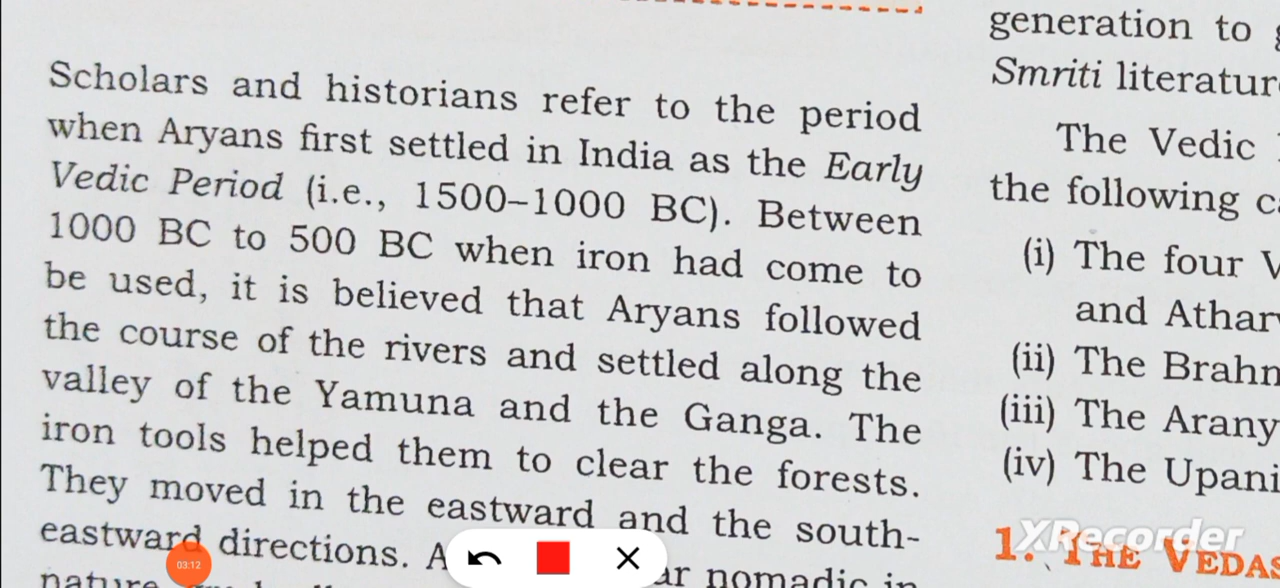 Scholars and historians refer to the period
when Aryans first settled in India as the Early
Vedic Period (i.e., 1500–1000 BC). Between
1000 BC to 500 BC when iron had come to
be used, it is believed that Aryans followed
the course of the rivers and settled along the
valley of the Yamuna and the Ganga. The
iron tools helped them to clear the forests.
They moved in the eastward and the south-
eastward directions. A
nature
ar nomadic in
generation to
Smriti literatur
The Vedic
the following c
(i) The four V
and Athar
(ii) The Brahm
(iii) The Arany
(iv) The Upani
1. THE VEDAS
XRecorder
03:12